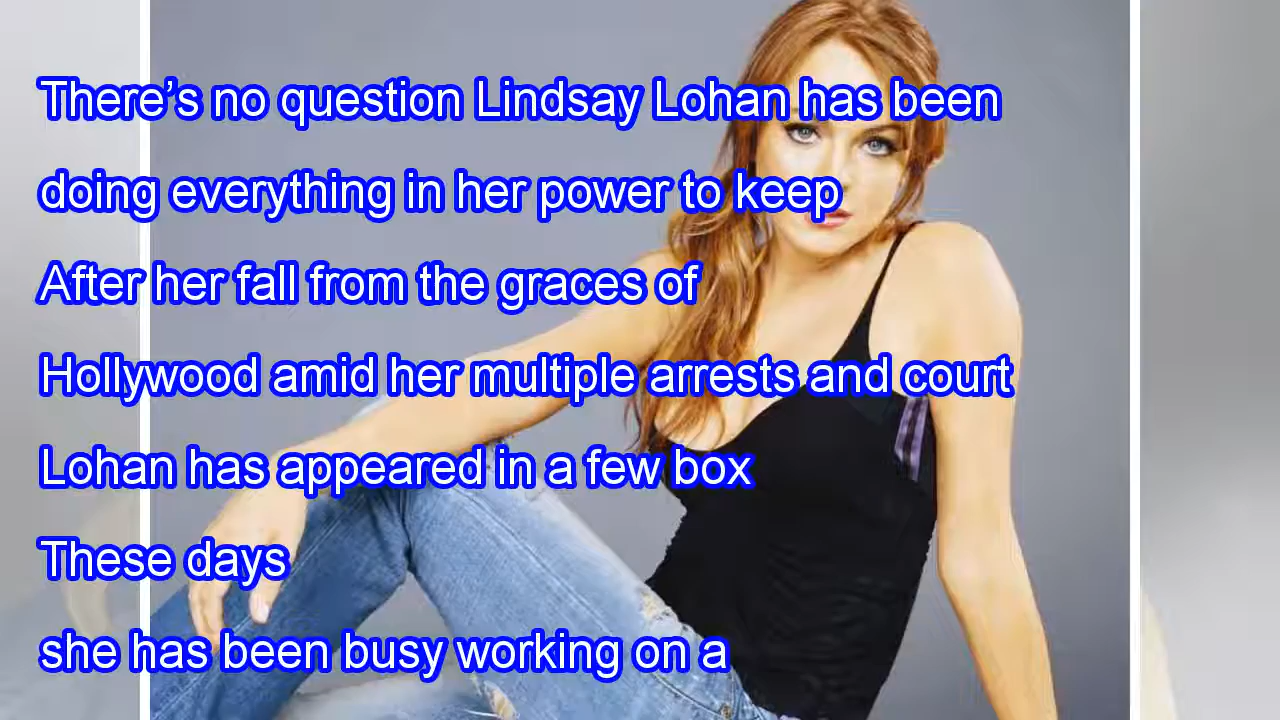 There’s no question Lindsay Lohan has been
doing everything in her power to keep
After her fall from the graces of
Hollywood amid her multiple arrests and court
Lohan has appeared in a few box
These days
she has been busy working on a